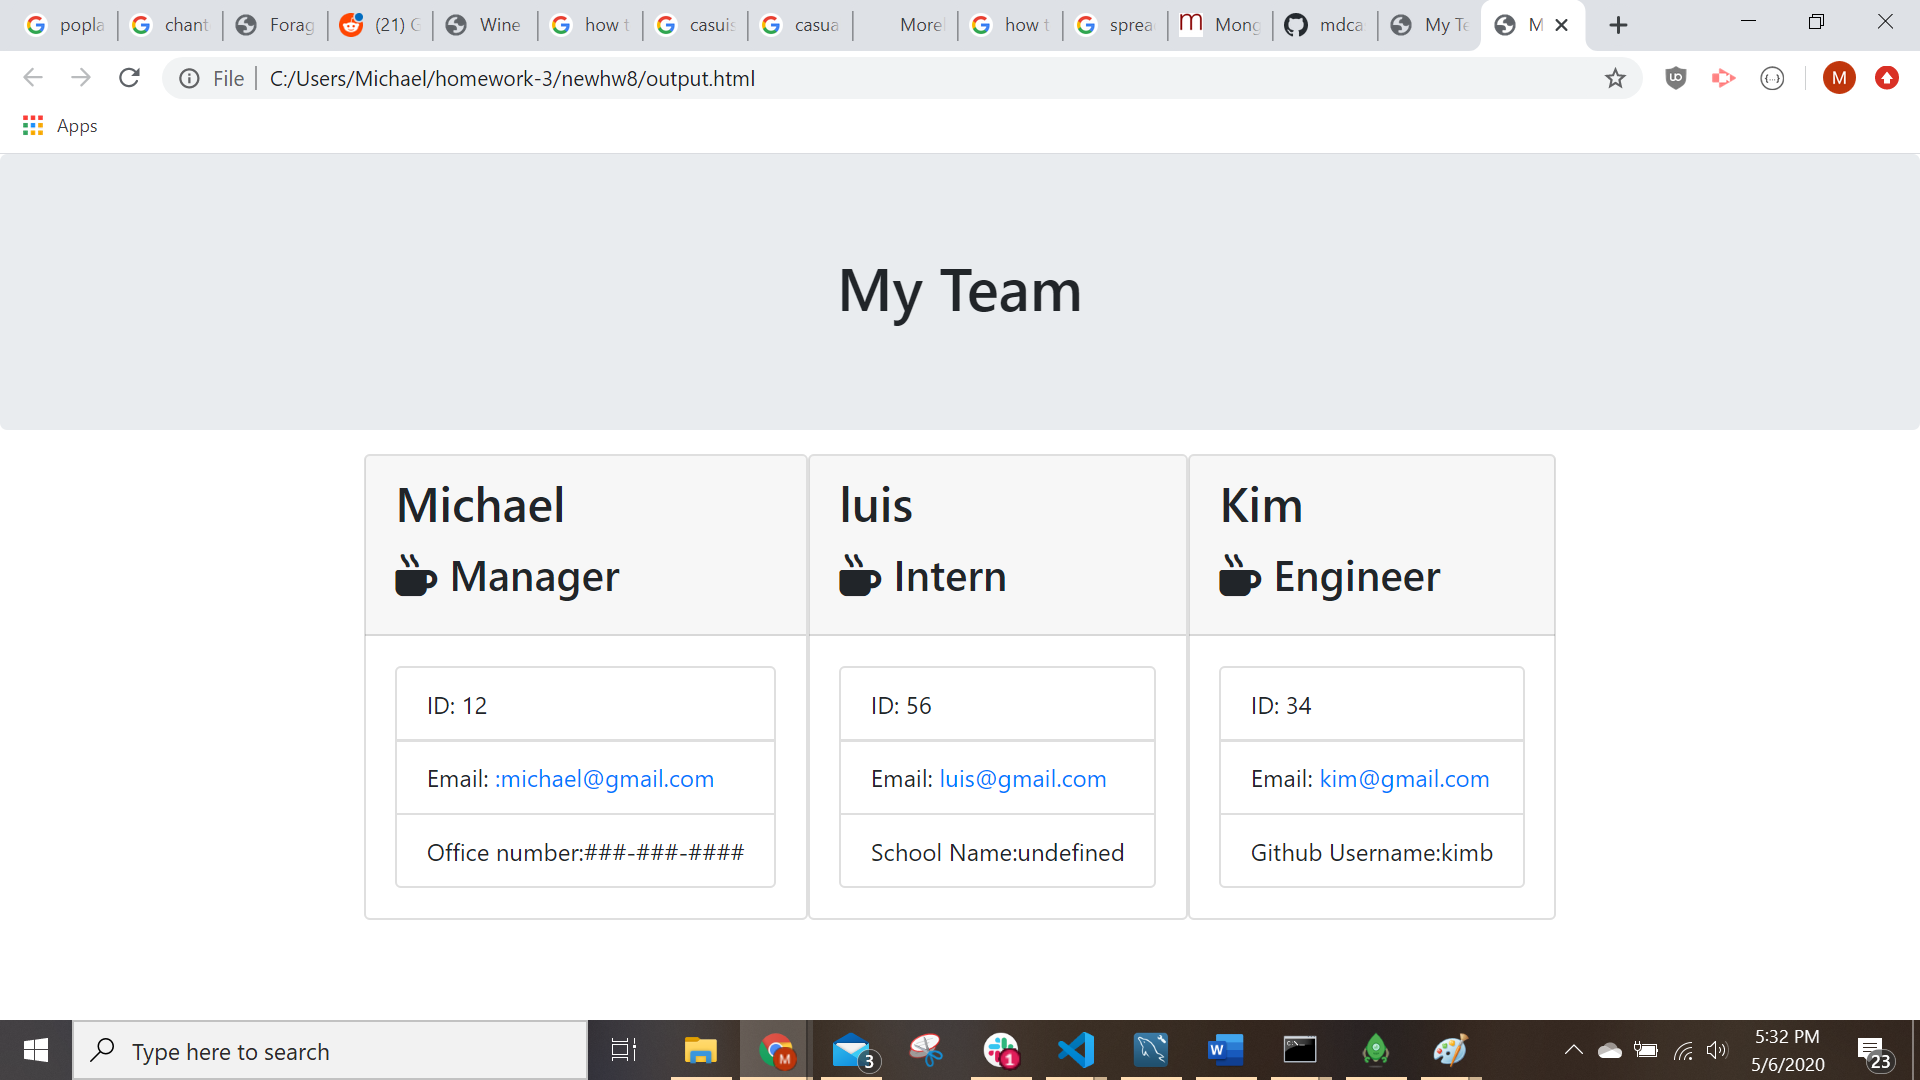 popla
chant
Forag
(21) G
Wine
how t
casuis
casua
Morel
how t
sprea
Mong
mdca
My Te
M
File
C:/Users/Michael/homework-3/newhw8/output.html
M
Apps
My Team
Michael
Manager
ID: 12
Email: :michael@gmail.com
Office number:###-###-####
luis
Intern
ID: 56
Email: luis@gmail.com
School Name:undefined
Kim
Engineer
ID: 34
Email: kim@gmail.com
Github Username:kimb
Type here to search
M
3
1
W
5:32 PM
5/6/2020
23